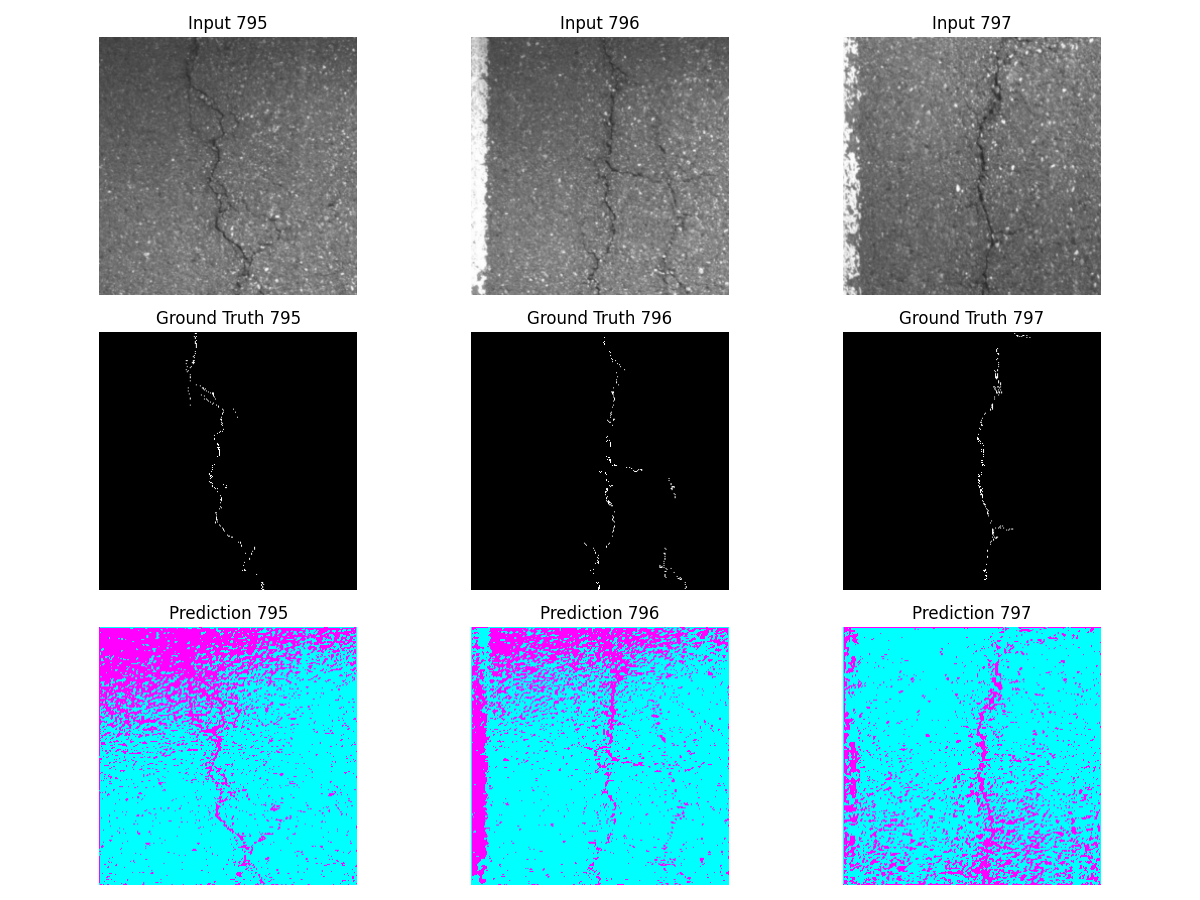 Input 795
Input 796
Input 797
Ground Truth 795
Ground Truth 796
Ground Truth 797
Prediction 795
Prediction 796
Prediction 797